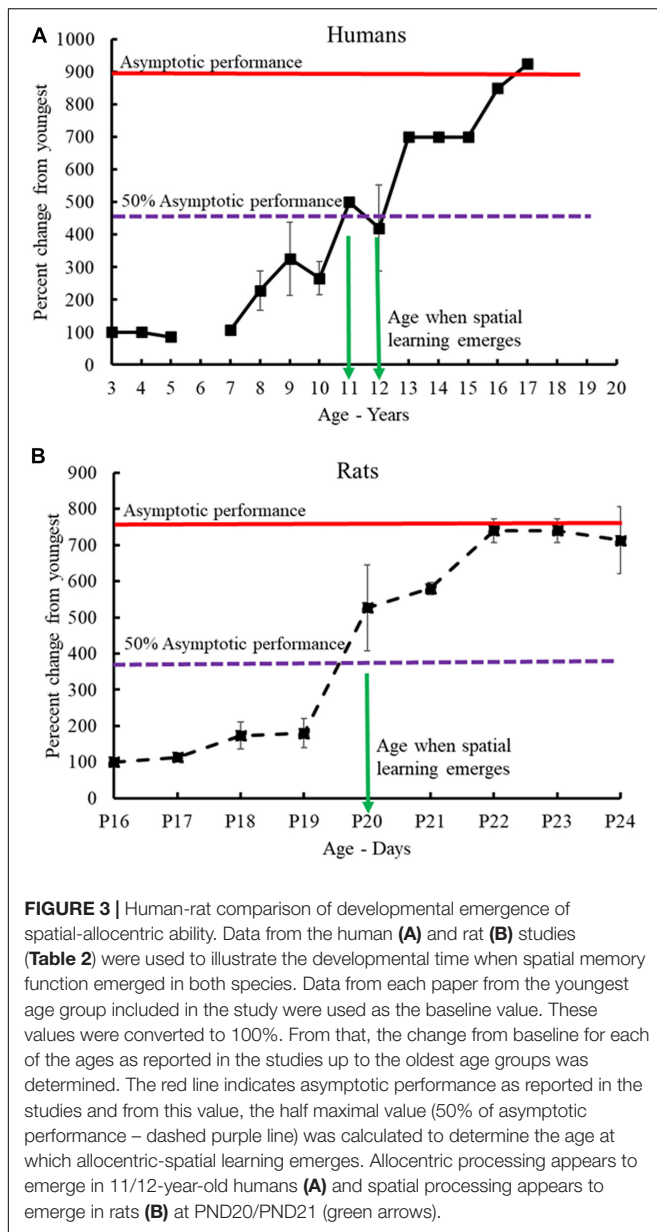 A
Humans
1000
900
800
700
600
500
400
300
200
100
0
Percent change from youngest
Asymptotic performance
50% Asymptotic performance
Age when spatial
learning emerges
3 4 5 6 7 8 9 10 11 12 13 14 15 16 17 18 19 20
Age - Years
B
Rats
900
800
700
600
500
400
300
200
100
0
Perecent change from youngest
Asymptotic performance
50% Asymptotic performance
Age when spatial
learning emerges
P16 P17 P18 P19 P20 P21 P22 P23 P24
Age - Days
FIGURE 3 | Human-rat comparison of developmental emergence of
spatial-allocentric ability. Data from the human (A) and rat (B) studies
(Table 2) were used to illustrate the developmental time when spatial memory
function emerged in both species. Data from each paper from the youngest
age group included in the study were used as the baseline value. These
values were converted to 100%. From that, the change from baseline for each
of the ages as reported in the studies up to the oldest age groups was
determined. The red line indicates asymptotic performance as reported in the
studies and from this value, the half maximal value (50% of asymptotic
performance – dashed purple line) was calculated to determine the age at
which allocentric-spatial learning emerges. Allocentric processing appears to
emerge in 11/12-year-old humans (A) and spatial processing appears to
emerge in rats (B) at PND20/PND21 (green arrows).